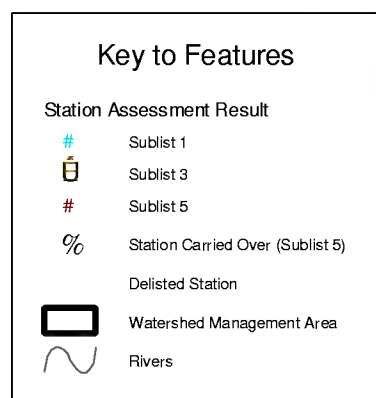 Key to Features
Station Assessment Result
# Sublist 1
Sublist 3
# Sublist 5
% Station Carried Over (Sublist 5)
Delisted Station
Watershed Management Area
Rivers